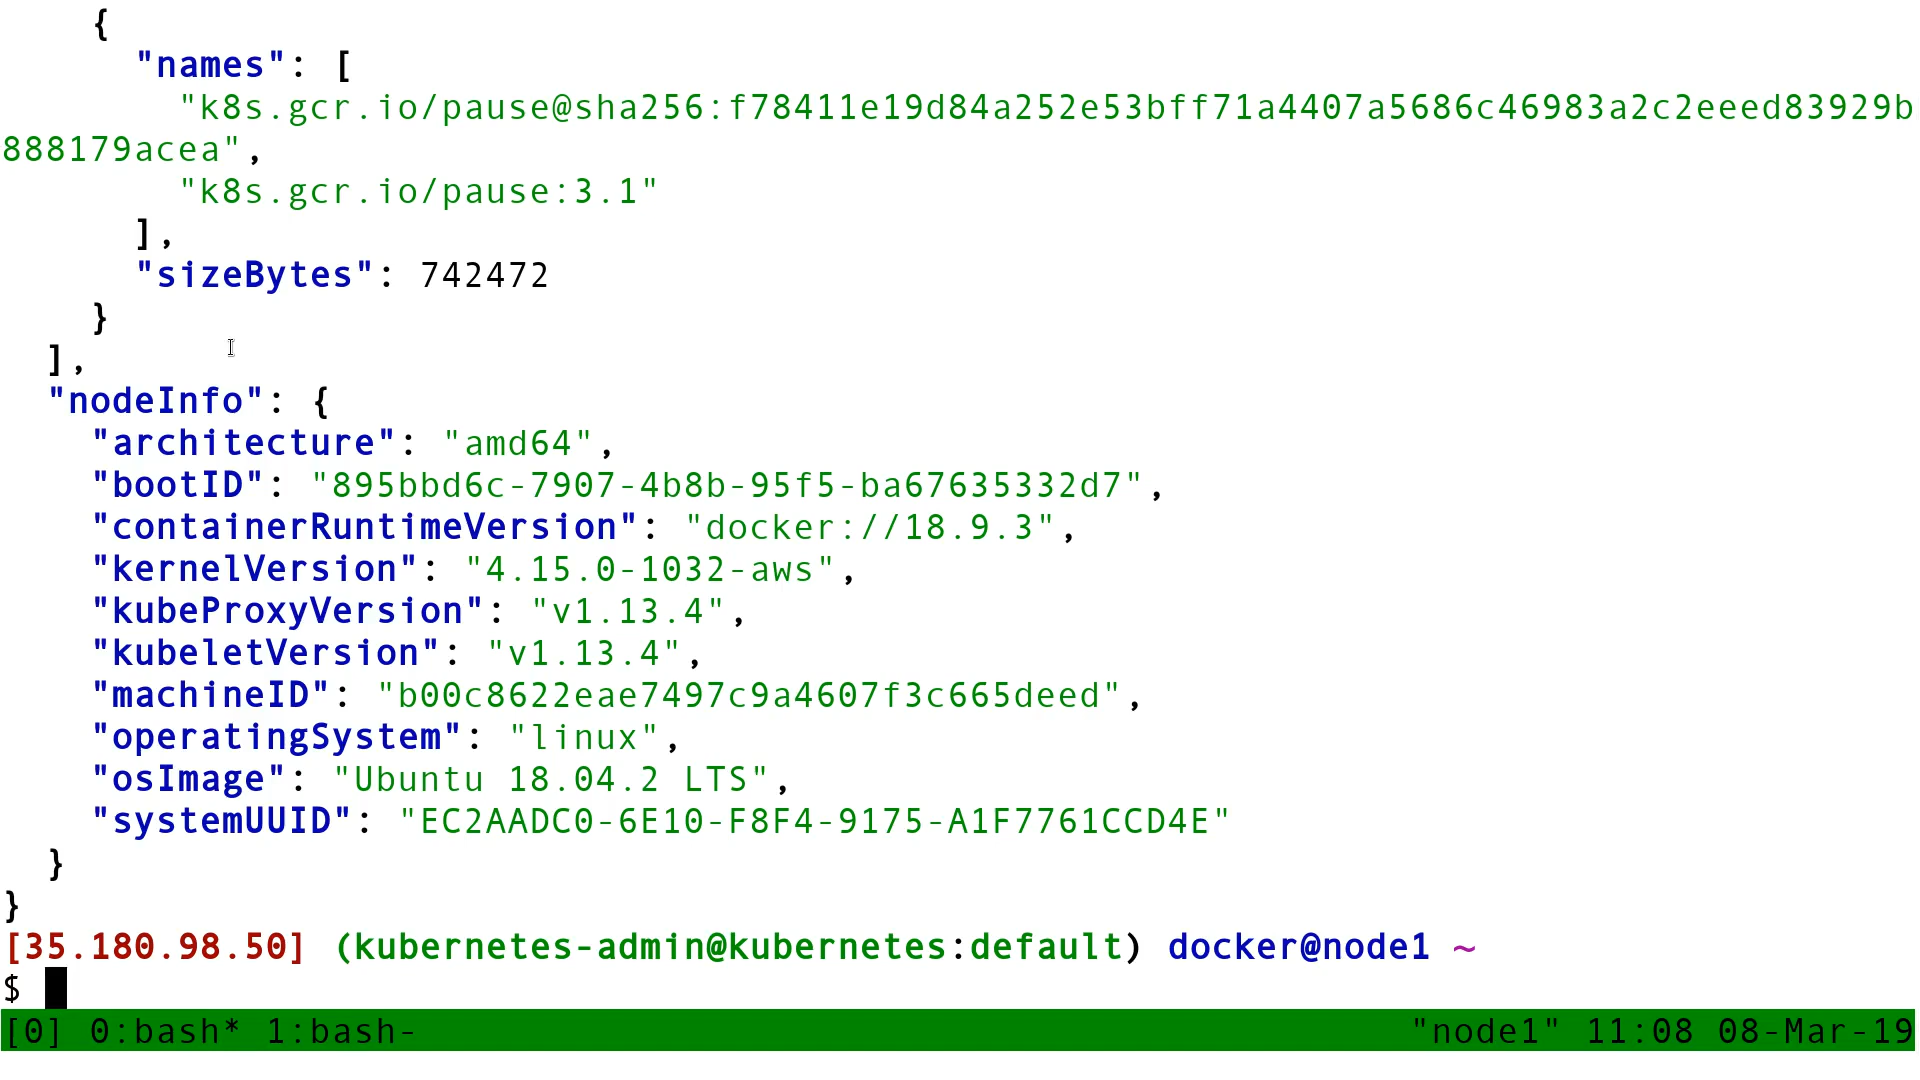 {
"names": [
"k8s.gcr.io/pause@sha256:f78411e19d84a252e53bff71a4407a5686c46983a2c2eeed83929b
888179acea",
"k8s.gcr.io/pause:3.1"
],
"sizeBytes": 742472
}
],
"nodeInfo": {
"architecture": "amd64",
"bootID": "895bbd6c-7907-4b8b-95f5-ba67635332d7",
"containerRuntimeVersion": "docker://18.9.3",
"kernelVersion": "4.15.0-1032-aws",
"kubeProxyVersion": "v1.13.4",
"kubeletVersion": "v1.13.4",
"machineID": "b00c8622eae7497c9a4607f3c665deed",
"operatingSystem": "linux",
"osImage": "Ubuntu 18.04.2 LTS",
"systemUUID": "EC2AADC0-6E10-F8F4-9175-A1F7761CCD4E"
}
}
[35.180.98.50] (kubernetes-admin@kubernetes:default) docker@node1 ~
$
[0] 0:bash* 1:bash- "node1" 11:08 08-Mar-19